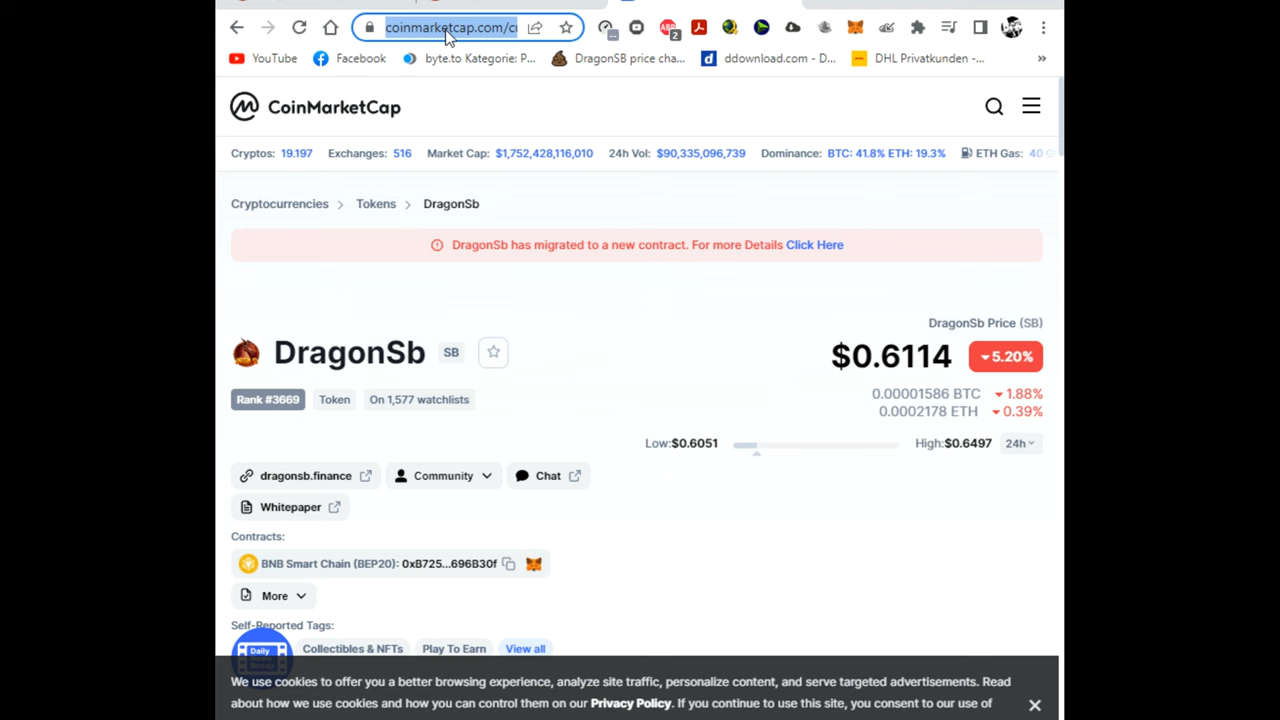 coinmarketcap.com/cu
2
YouTube Facebook byte.to Kategorie: P... DragonSB price cha... ddownload.com - D... DHL Privatkunden -... »
CoinMarketCap
Cryptos: 19.197 Exchanges: 516 Market Cap: $1,752,428,116,010 24h Vol: $90,335,096,739 Dominance: BTC: 41.8% ETH: 19.3% ETH Gas: 40 G
Cryptocurrencies > Tokens > DragonSb
DragonSb has migrated to a new contract. For more Details Click Here
DragonSb Price (SB)
DragonSb SB $0.6114 5.20%
Rank #3669 Token On 1,577 watchlists 0.00001586 BTC 1.88%
0.0002178 ETH 0.39%
Low:$0.6051 High:$0.6497 24h
dragonsb.finance Community Chat
Whitepaper
Contracts:
BNB Smart Chain (BEP20): 0xB725...696B30f
More
Self-Reported Tags:
Daily Collectibles & NFTs Play To Earn View all
We use cookies to offer you a better browsing experience, analyze site traffic, personalize content, and serve targeted advertisements. Read
about how we use cookies and how you can control them on our Privacy Policy. If you continue to use this site, you consent to our use of